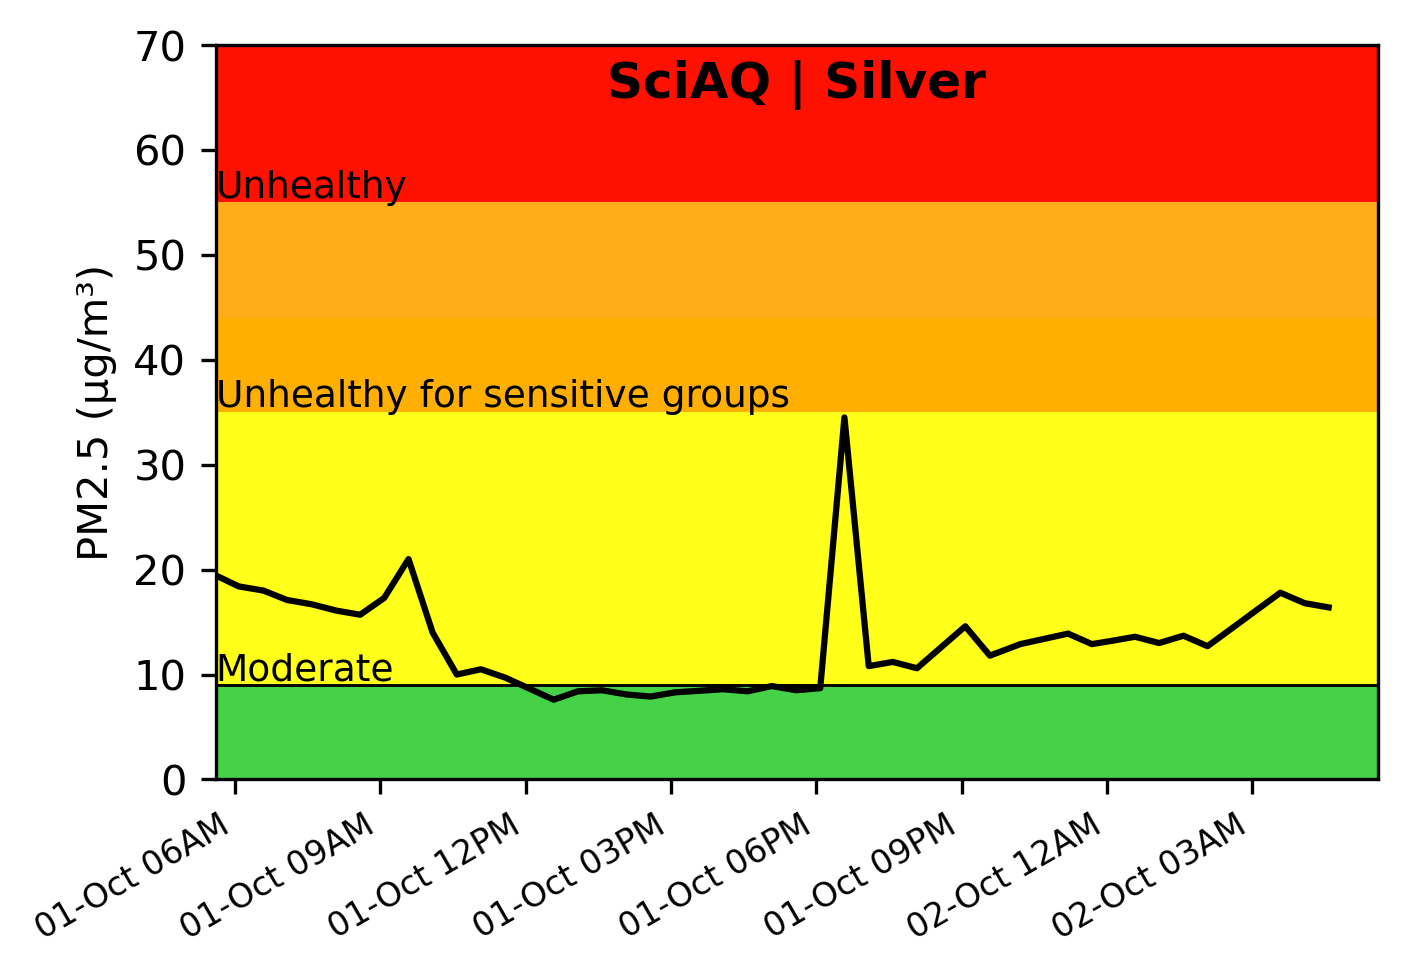 SciAQ | Silver
70
60
Unhealthy
50
40
Unhealthy for sensitive groups
30
20
Moderate
10
0
PM2.5 (µg/m³)
01-Oct 06AM
01-Oct 09AM
01-Oct 12PM
01-Oct 03PM
01-Oct 06PM
01-Oct 09PM
02-Oct 12AM
02-Oct 03AM